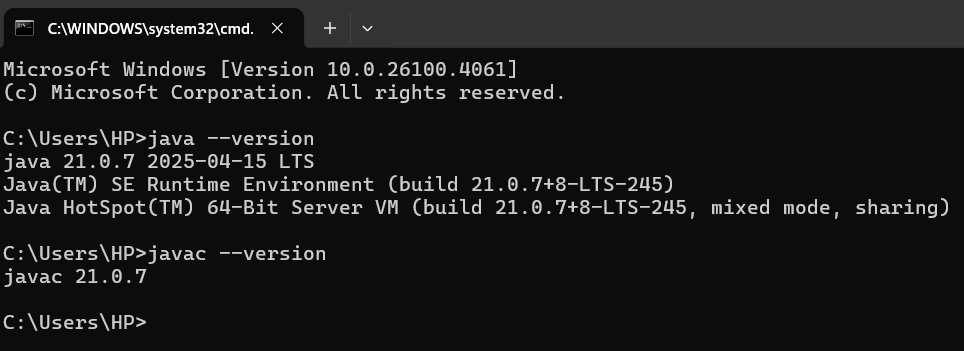 C:\WINDOWS\system32\cmd.
Microsoft Windows [Version 10.0.26100.4061]
(c) Microsoft Corporation. All rights reserved.
C:\Users\HP>java --version
java 21.0.7 2025-04-15 LTS
Java(TM) SE Runtime Environment (build 21.0.7+8-LTS-245)
Java HotSpot(TM) 64-Bit Server VM (build 21.0.7+8-LTS-245, mixed mode, sharing)
C:\Users\HP>javac --version
javac 21.0.7
C:\Users\HP>